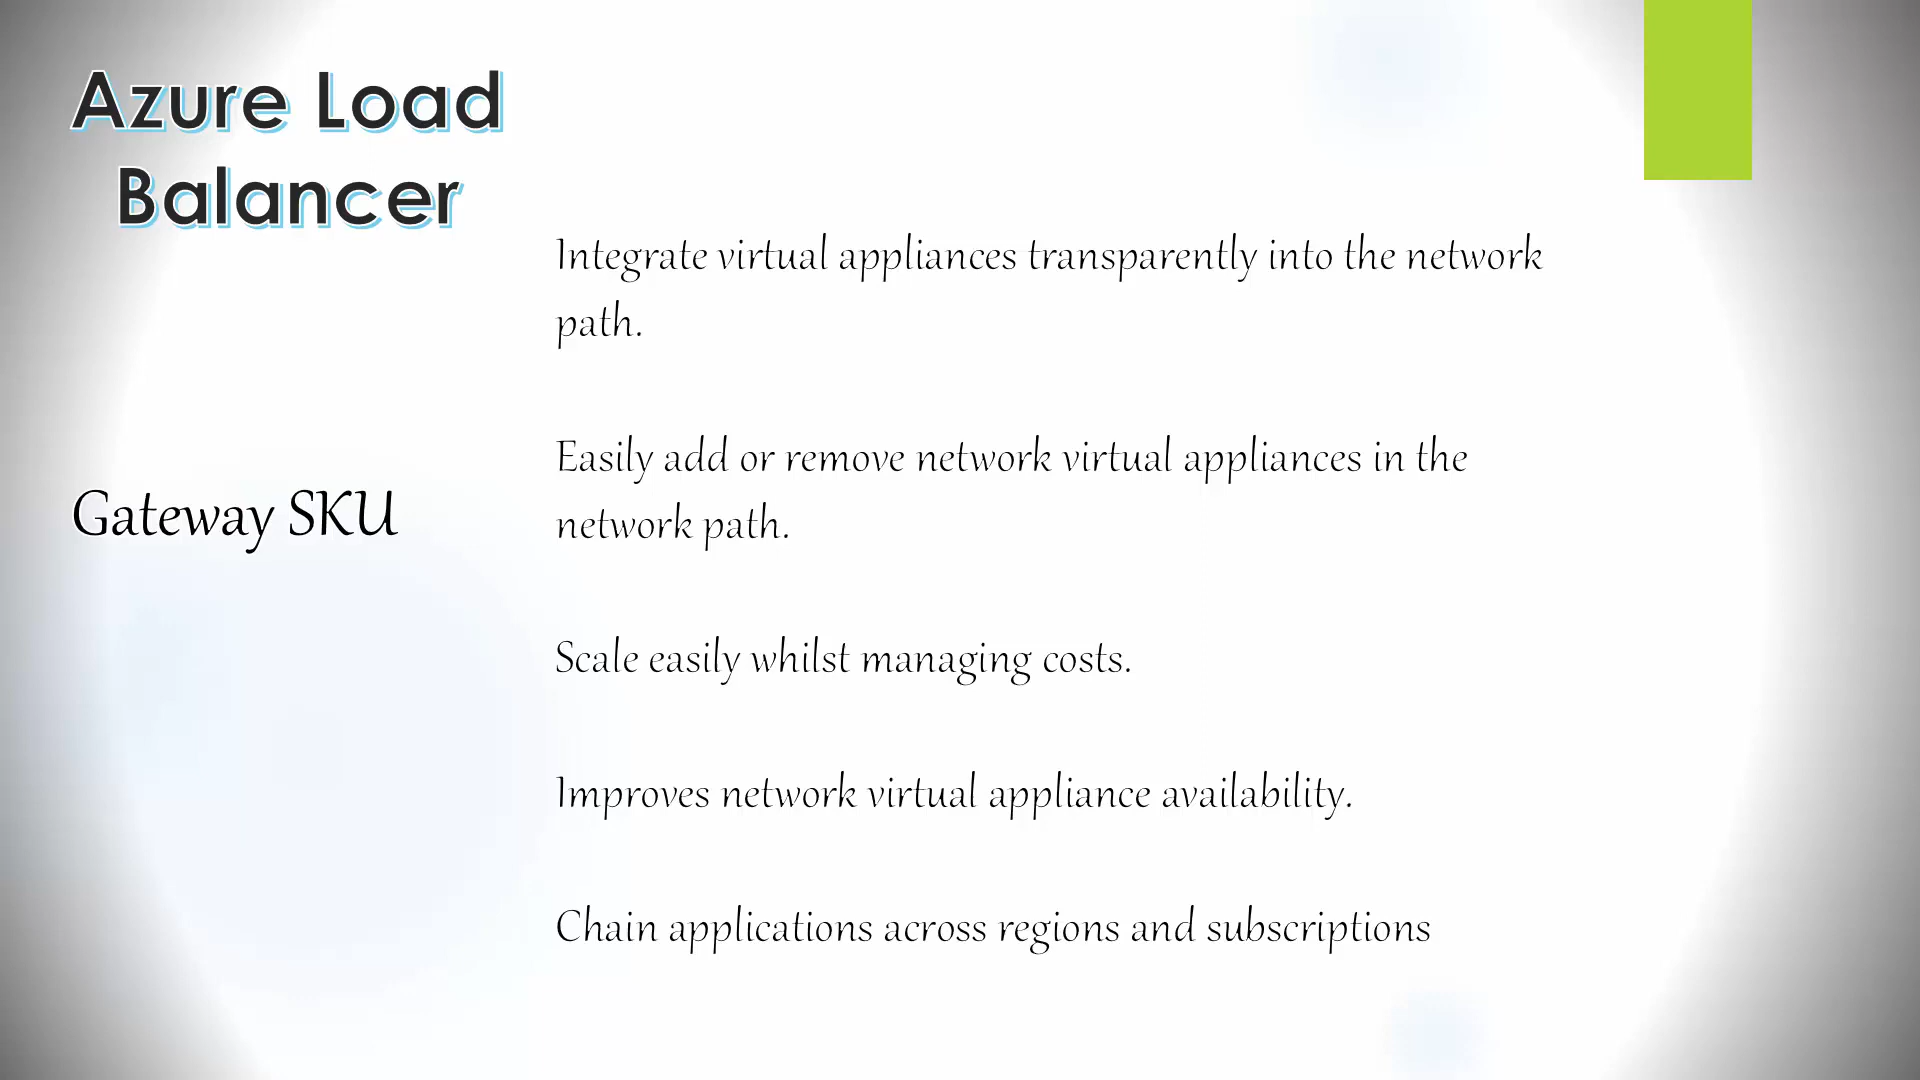 Azure Load
Balancer
Integrate virtual appliances transparently into the network
path.
Easily add or remove network virtual appliances in the
network path.
Gateway SKU
Scale easily whilst managing costs.
Improves network virtual appliance availability.
Chain applications across regions and subscriptions